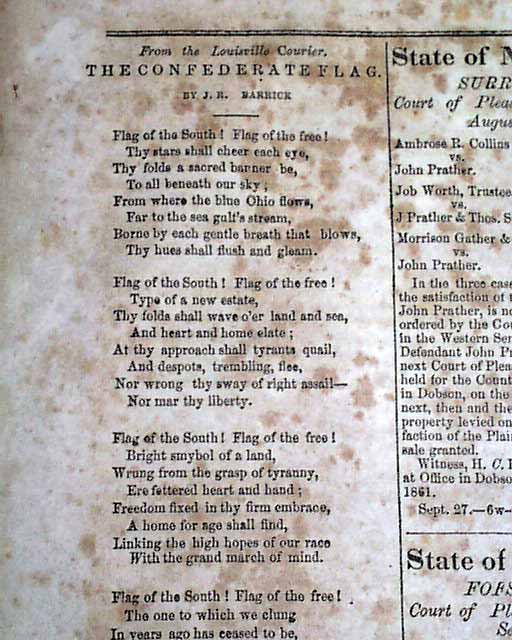 From the Louisville Courier.
THE CONFEDERATE FLAG.
BY J. R. BARRICK
Flag of the South! Flag of the free!
Thy stars shall cheer each eye,
Thy folds a sacred banner be,
To all beneath our sky;
From where the blue Ohio flows,
Far to the sea gulf's stream,
Borne by each gentle breath that blows,
Thy hues shall flush and gleam.
Flag of the South! Flag of the free!
Type of a new estate,
Thy folds shall wave o'er land and sea,
And heart and home elate;
At thy approach shall tyrants quail,
And despots, trembling, flee,
Nor wrong thy sway of right assail—
Nor mar thy liberty.
Flag of the South! Flag of the free!
Bright smybol of a land,
Wrung from the grasp of tyranny,
Ere fettered heart and hand;
Freedom fixed in thy firm embrace,
A home for age shall find,
Linking the high hopes of our race
With the grand march of mind.
Flag of the South! Flag of the free!
The one to which we clung
In years ago has ceased to be,
State of N
SURR
Court of Pleas
Augus
Ambrose R. Collins
vs.
John Prather.
Job Worth, Trustee
vs.
J Prather & Thos. S
Morrison Gather &
vs.
John Prather.
In the three case
the satisfaction of t
John Prather, is no
ordered by the Cou
in the Western Ser
Defendant John Pr
next Court of Plea
held for the Count
in Dobson, on the
next, then and the
property levied on
faction of the Plain
sale granted.
Witness, H. C. H
at Office in Dobso
1861.
Sept. 27.—6w-
State of
FORS
Court of Pl
Se